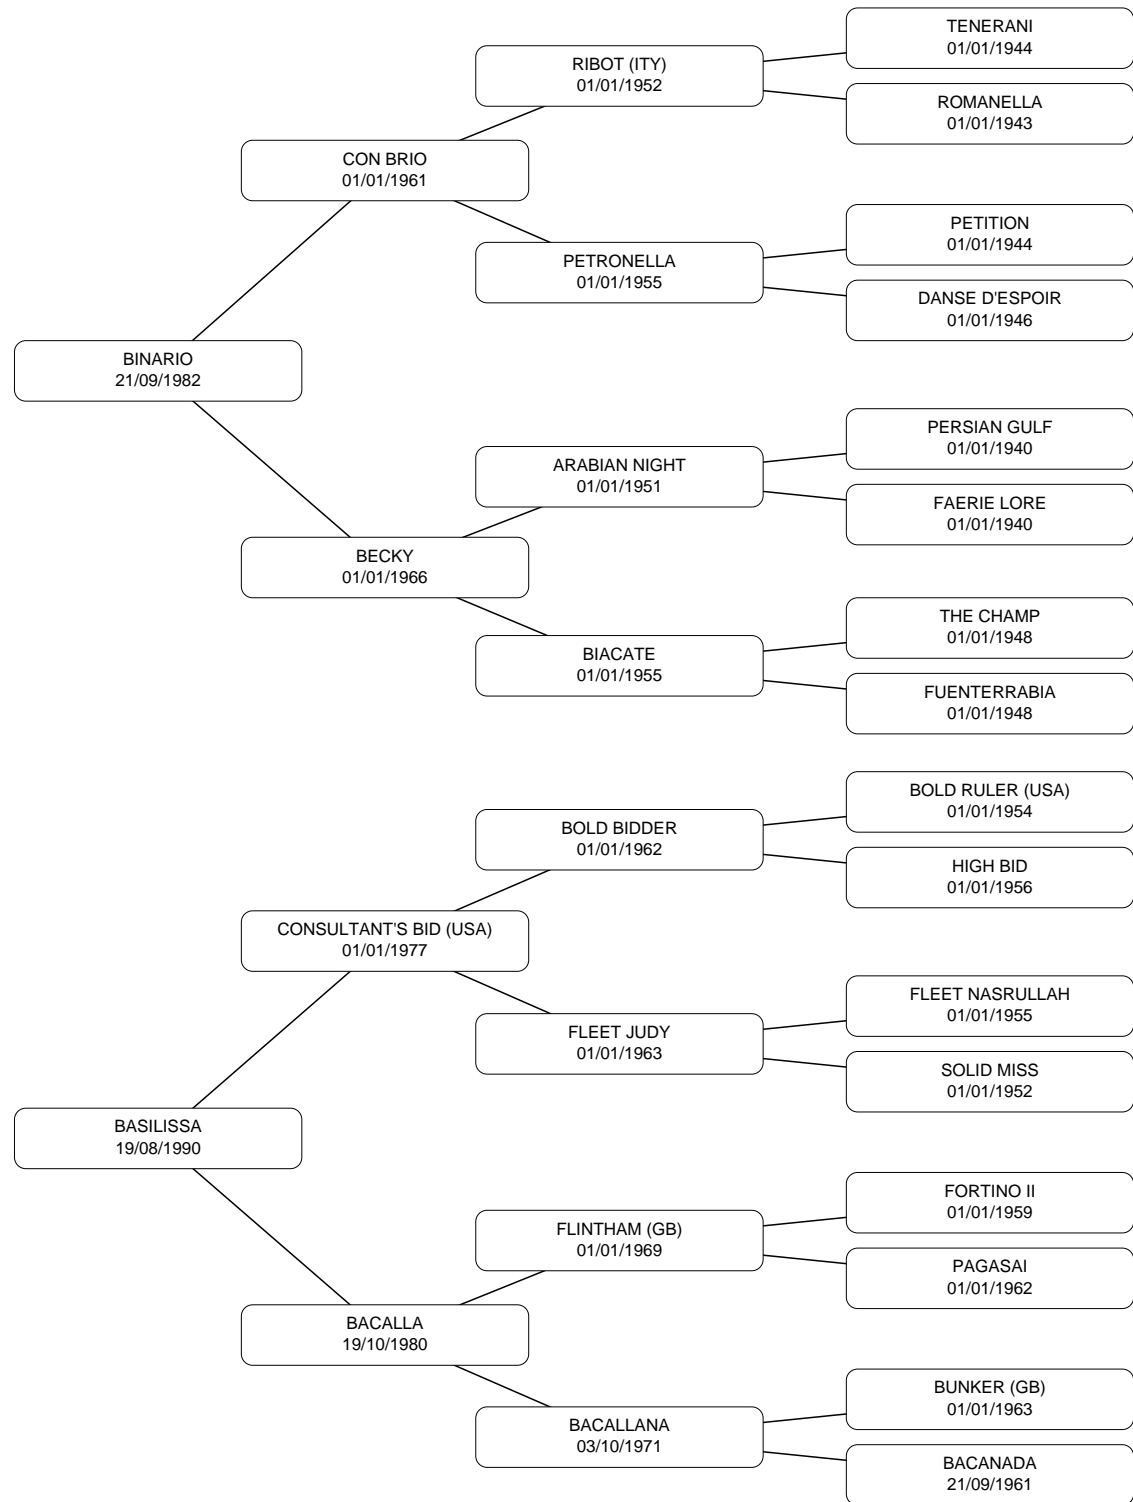 TENERANI
01/01/1944
RIBOT (ITY)
01/01/1952
ROMANELLA
01/01/1943
CON BRIO
01/01/1961
PETITION
01/01/1944
PETRONELLA
01/01/1955
DANSE D'ESPOIR
01/01/1946
BINARIO
21/09/1982
PERSIAN GULF
01/01/1940
ARABIAN NIGHT
01/01/1951
FAERIE LORE
01/01/1940
BECKY
01/01/1966
THE CHAMP
01/01/1948
BIACATE
01/01/1955
FUENTERRABIA
01/01/1948
BOLD RULER (USA)
01/01/1954
BOLD BIDDER
01/01/1962
HIGH BID
01/01/1956
CONSULTANT'S BID (USA)
01/01/1977
FLEET NASRULLAH
01/01/1955
FLEET JUDY
01/01/1963
SOLID MISS
01/01/1952
BASILISSA
19/08/1990
FORTINO II
01/01/1959
FLINTHAM (GB)
01/01/1969
PAGASAI
01/01/1962
BACALLA
19/10/1980
BUNKER (GB)
01/01/1963
BACALLANA
03/10/1971
BACANADA
21/09/1961